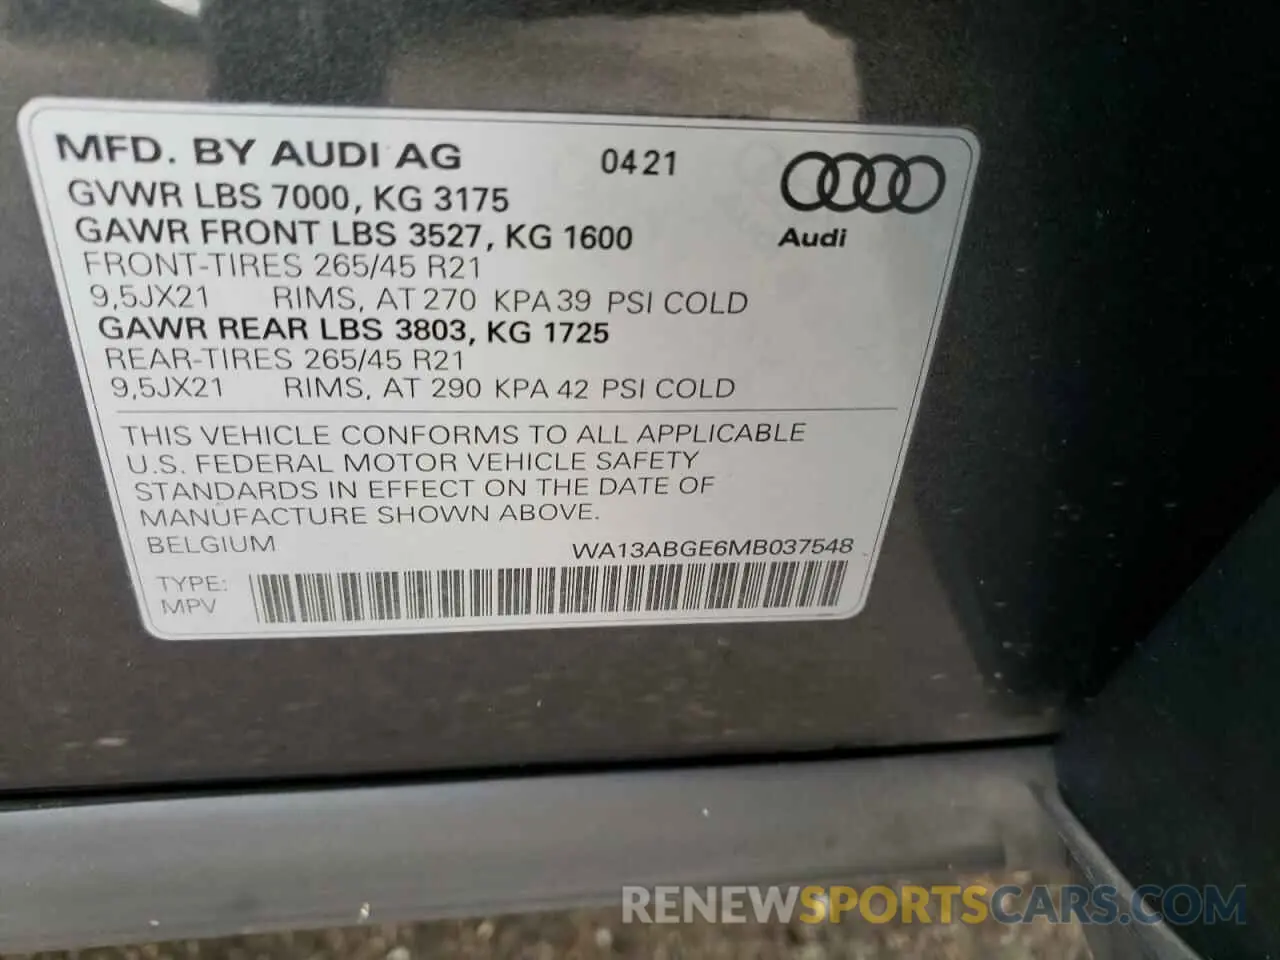 MFD. BY AUDI AG 0421
GVWR LBS 7000, KG 3175
GAWR FRONT LBS 3527, KG 1600
Audi
FRONT-TIRES 265/45 R21
9,5JX21 RIMS, AT 270 KPA 39 PSI COLD
GAWR REAR LBS 3803, KG 1725
REAR-TIRES 265/45 R21
9,5JX21 RIMS, AT 290 KPA 42 PSI COLD
THIS VEHICLE CONFORMS TO ALL APPLICABLE
U.S. FEDERAL MOTOR VEHICLE SAFETY
STANDARDS IN EFFECT ON THE DATE OF
MANUFACTURE SHOWN ABOVE.
BELGIUM WA13ABGE6MB037548
TYPE:
MPV
RENEWSPORTSCARS.COM